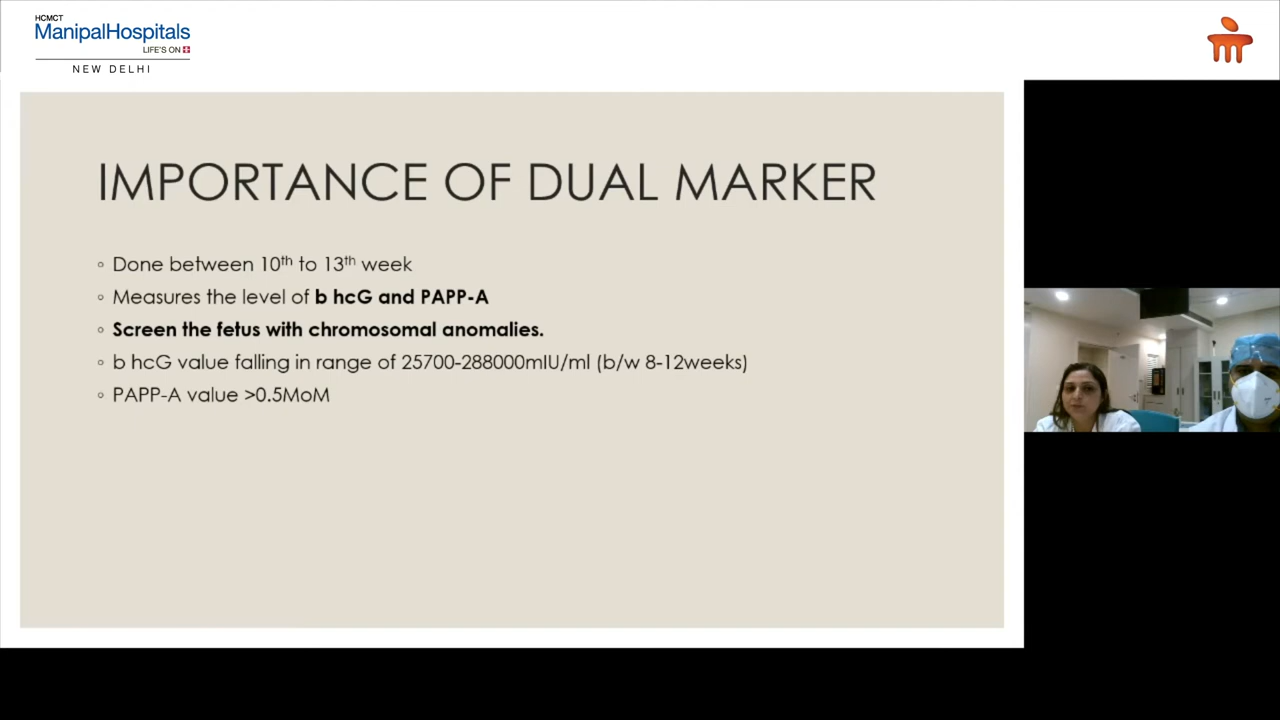 HCMCT
ManipalHospitals
LIFE'S ON
NEW DELHI
IMPORTANCE OF DUAL MARKER
◦ Done between 10th to 13th week
◦ Measures the level of b hcG and PAPP-A
◦ Screen the fetus with chromosomal anomalies.
◦ b hcG value falling in range of 25700-288000mIU/ml (b/w 8-12weeks)
◦ PAPP-A value >0.5MoM